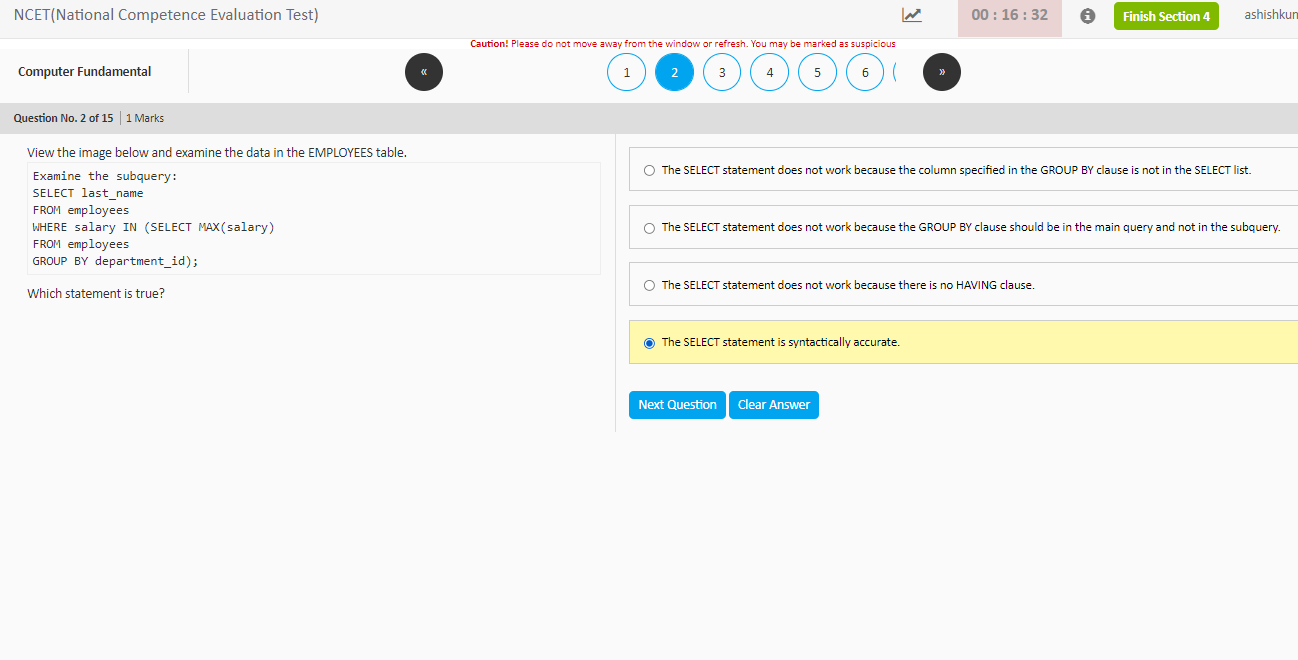 NCET(National Competence Evaluation Test)
00 : 16 : 32
Finish Section 4
ashishkun
Caution! Please do not move away from the window or refresh. You may be marked as suspicious
Computer Fundamental
«
1
2
3
4
5
6
»
Question No. 2 of 15 | 1 Marks
View the image below and examine the data in the EMPLOYEES table.
Examine the subquery:
SELECT last_name
FROM employees
WHERE salary IN (SELECT MAX(salary)
FROM employees
GROUP BY department_id);
Which statement is true?
The SELECT statement does not work because the column specified in the GROUP BY clause is not in the SELECT list.
The SELECT statement does not work because the GROUP BY clause should be in the main query and not in the subquery.
The SELECT statement does not work because there is no HAVING clause.
The SELECT statement is syntactically accurate.
Next Question
Clear Answer